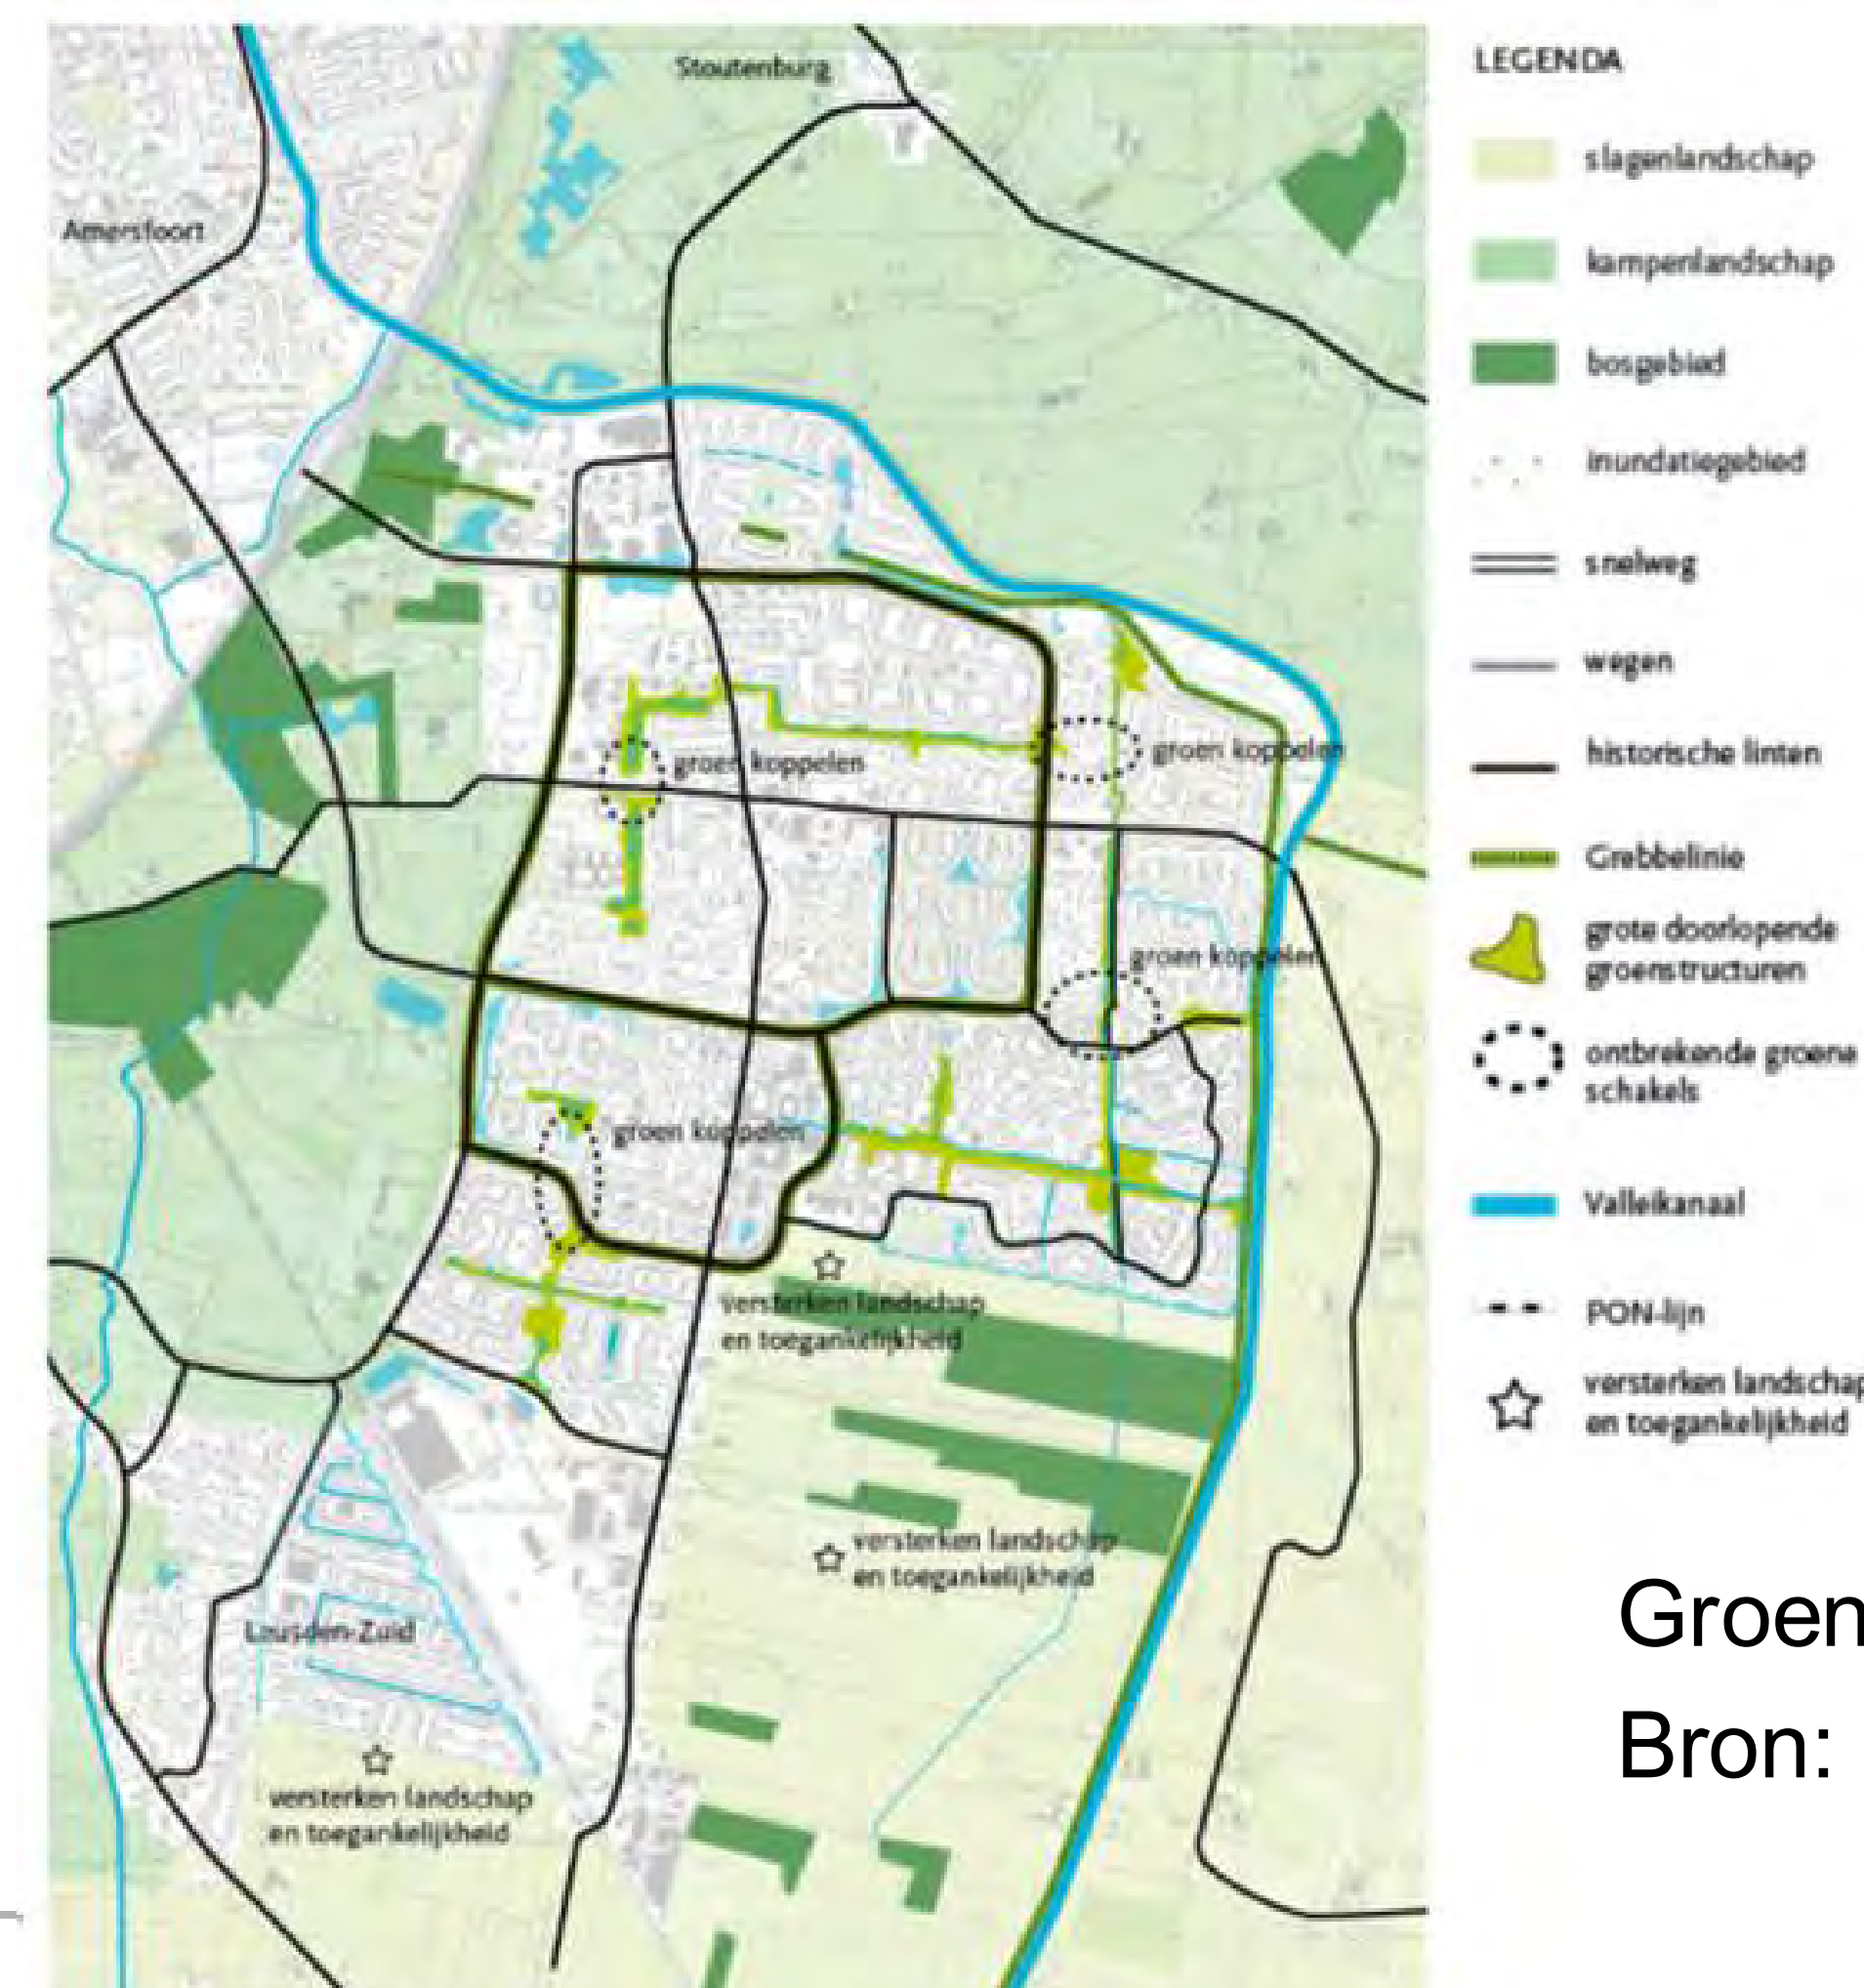 Stoutenburg
Amersfoort
groen koppelen
groen koppelen
groen koppelen
groen koppelen
versterken landschap
en toegankelijkheid
versterken landschap
en toegankelijkheid
Leusden-Zuid
versterken landschap
en toegankelijkheid
LEGENDA
slagenlandschap
kampenlandschap
bosgebied
inundatiegebied
snelweg
wegen
historische linten
Grebbelinie
grote doorlopende
groenstructuren
ontbrekende groene
schakels
Valleikanaal
PON-lijn
versterken landschap
en toegankelijkheid
Groen
Bron: